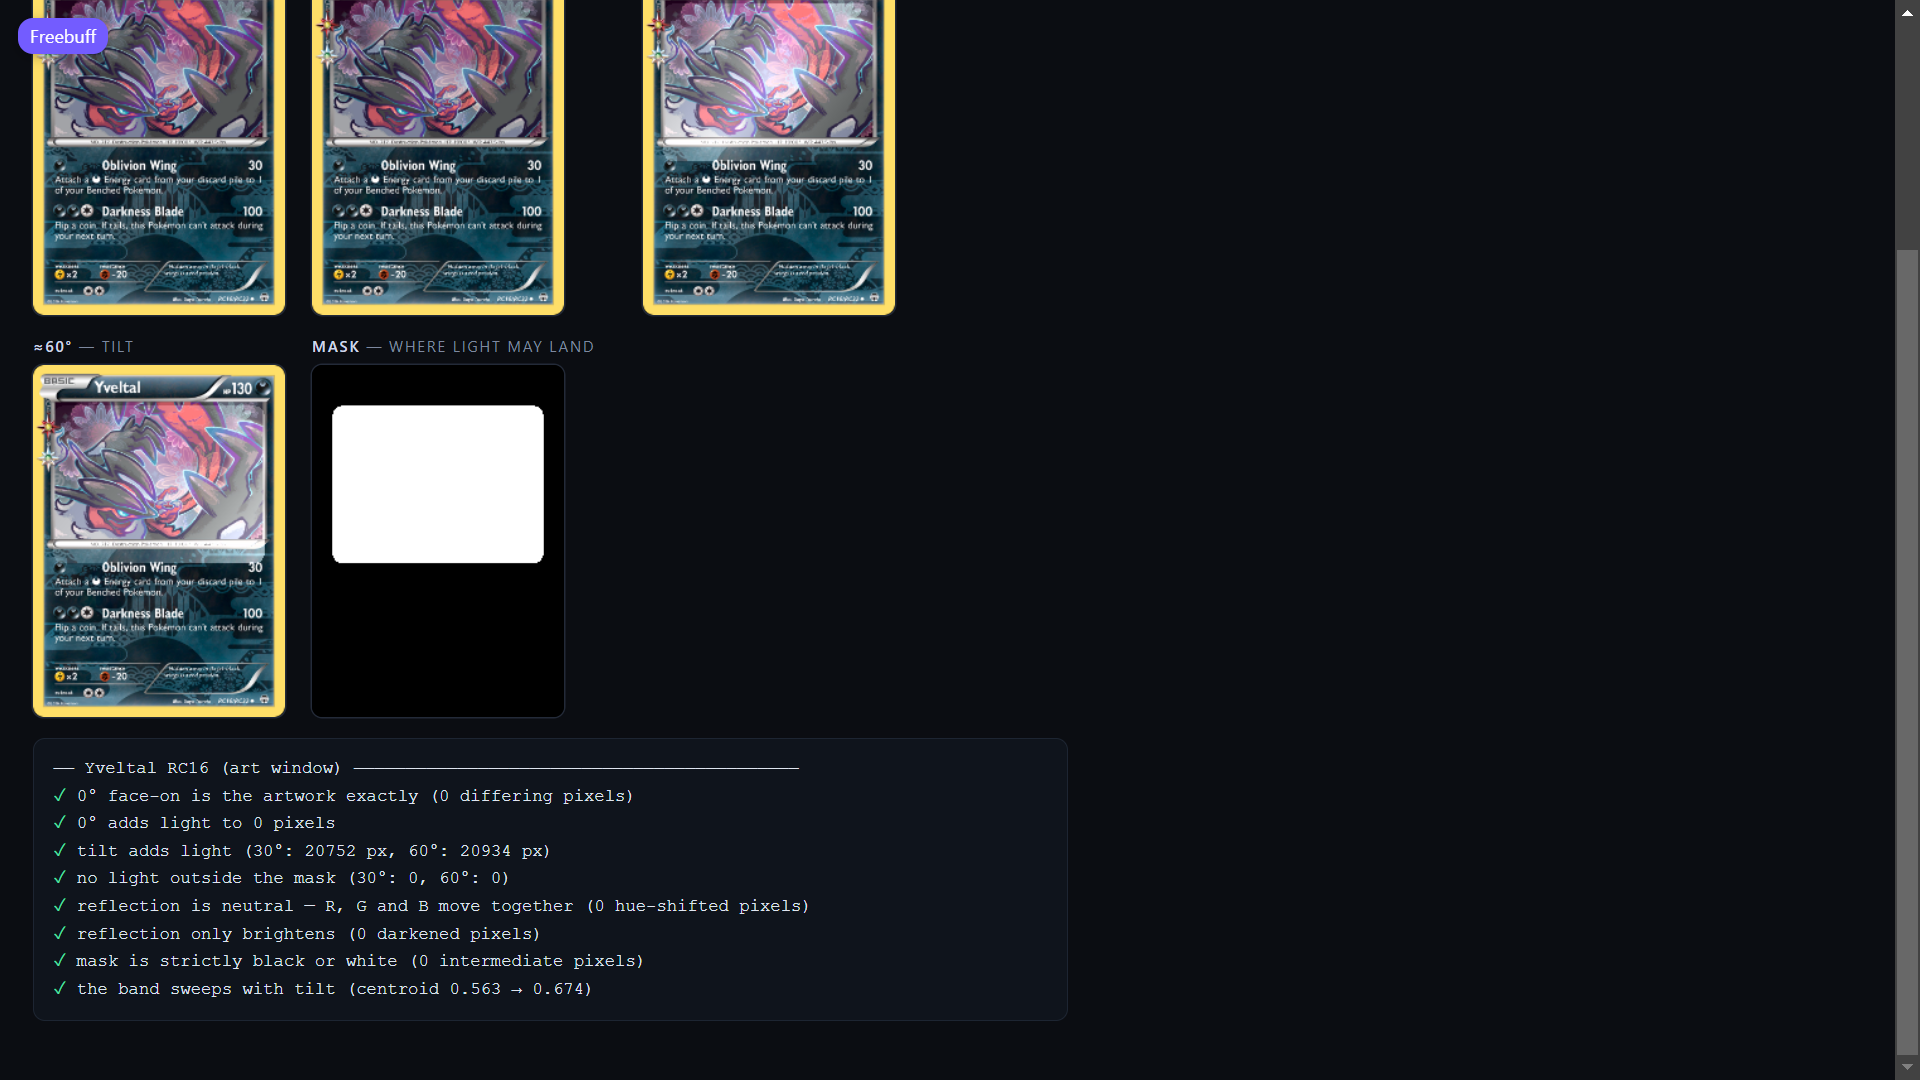 Freebuff
Oblivion Wing 30
Attach a Energy card from your discard pile to 1
of your Benched Pokémon.
Darkness Blade 100
Flip a coin. If tails, this Pokémon can't attack during
your next turn.
×2 -20
Oblivion Wing 30
Attach a Energy card from your discard pile to 1
of your Benched Pokémon.
Darkness Blade 100
Flip a coin. If tails, this Pokémon can't attack during
your next turn.
×2 -20
Oblivion Wing 30
Attach a Energy card from your discard pile to 1
of your Benched Pokémon.
Darkness Blade 100
Flip a coin. If tails, this Pokémon can't attack during
your next turn.
×2 -20
≈60° — TILT
MASK — WHERE LIGHT MAY LAND
BASIC Yveltal HP130
Oblivion Wing 30
Attach a Energy card from your discard pile to 1
of your Benched Pokémon.
Darkness Blade 100
Flip a coin. If tails, this Pokémon can't attack during
your next turn.
×2 -20
── Yveltal RC16 (art window) ──────────────────────────────
✓ 0° face-on is the artwork exactly (0 differing pixels)
✓ 0° adds light to 0 pixels
✓ tilt adds light (30°: 20752 px, 60°: 20934 px)
✓ no light outside the mask (30°: 0, 60°: 0)
✓ reflection is neutral — R, G and B move together (0 hue-shifted pixels)
✓ reflection only brightens (0 darkened pixels)
✓ mask is strictly black or white (0 intermediate pixels)
✓ the band sweeps with tilt (centroid 0.563 → 0.674)